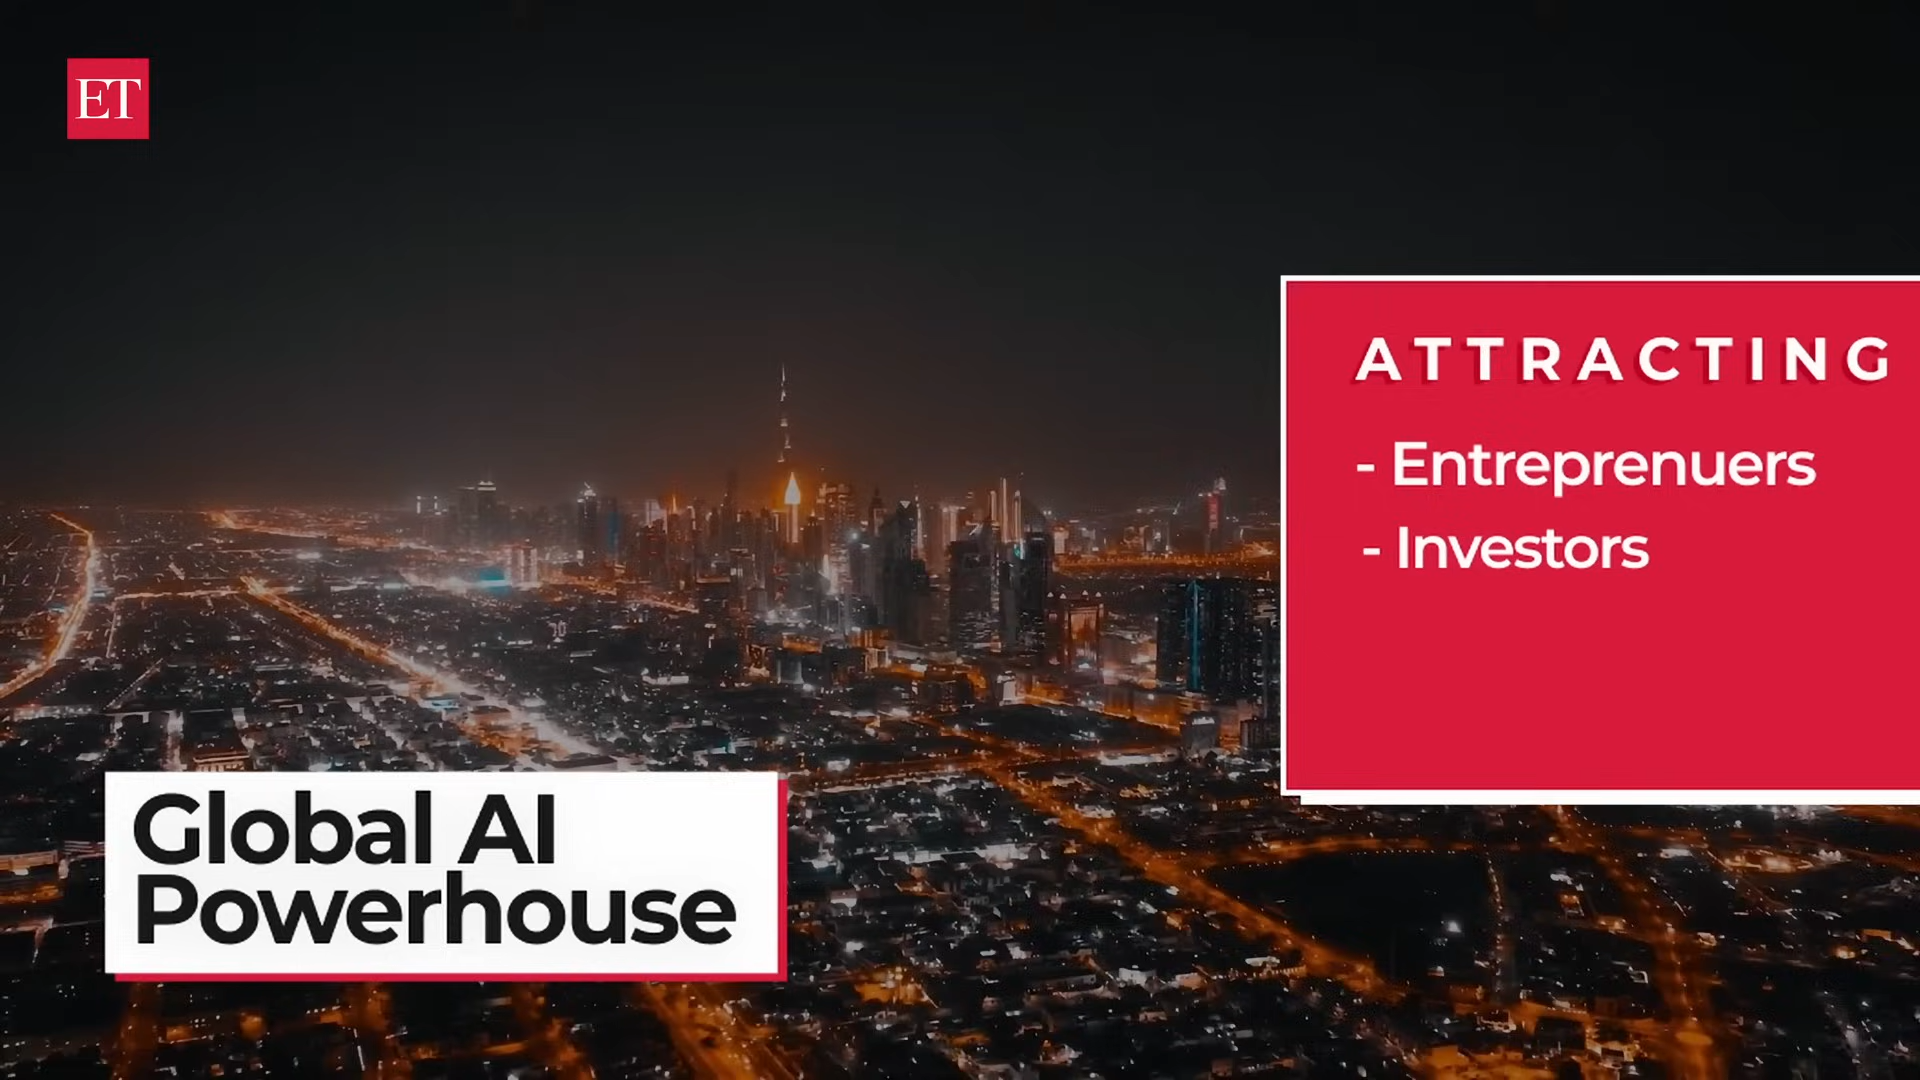 ET
ATTRACTING
- Entreprenuers
- Investors
Global AI
Powerhouse